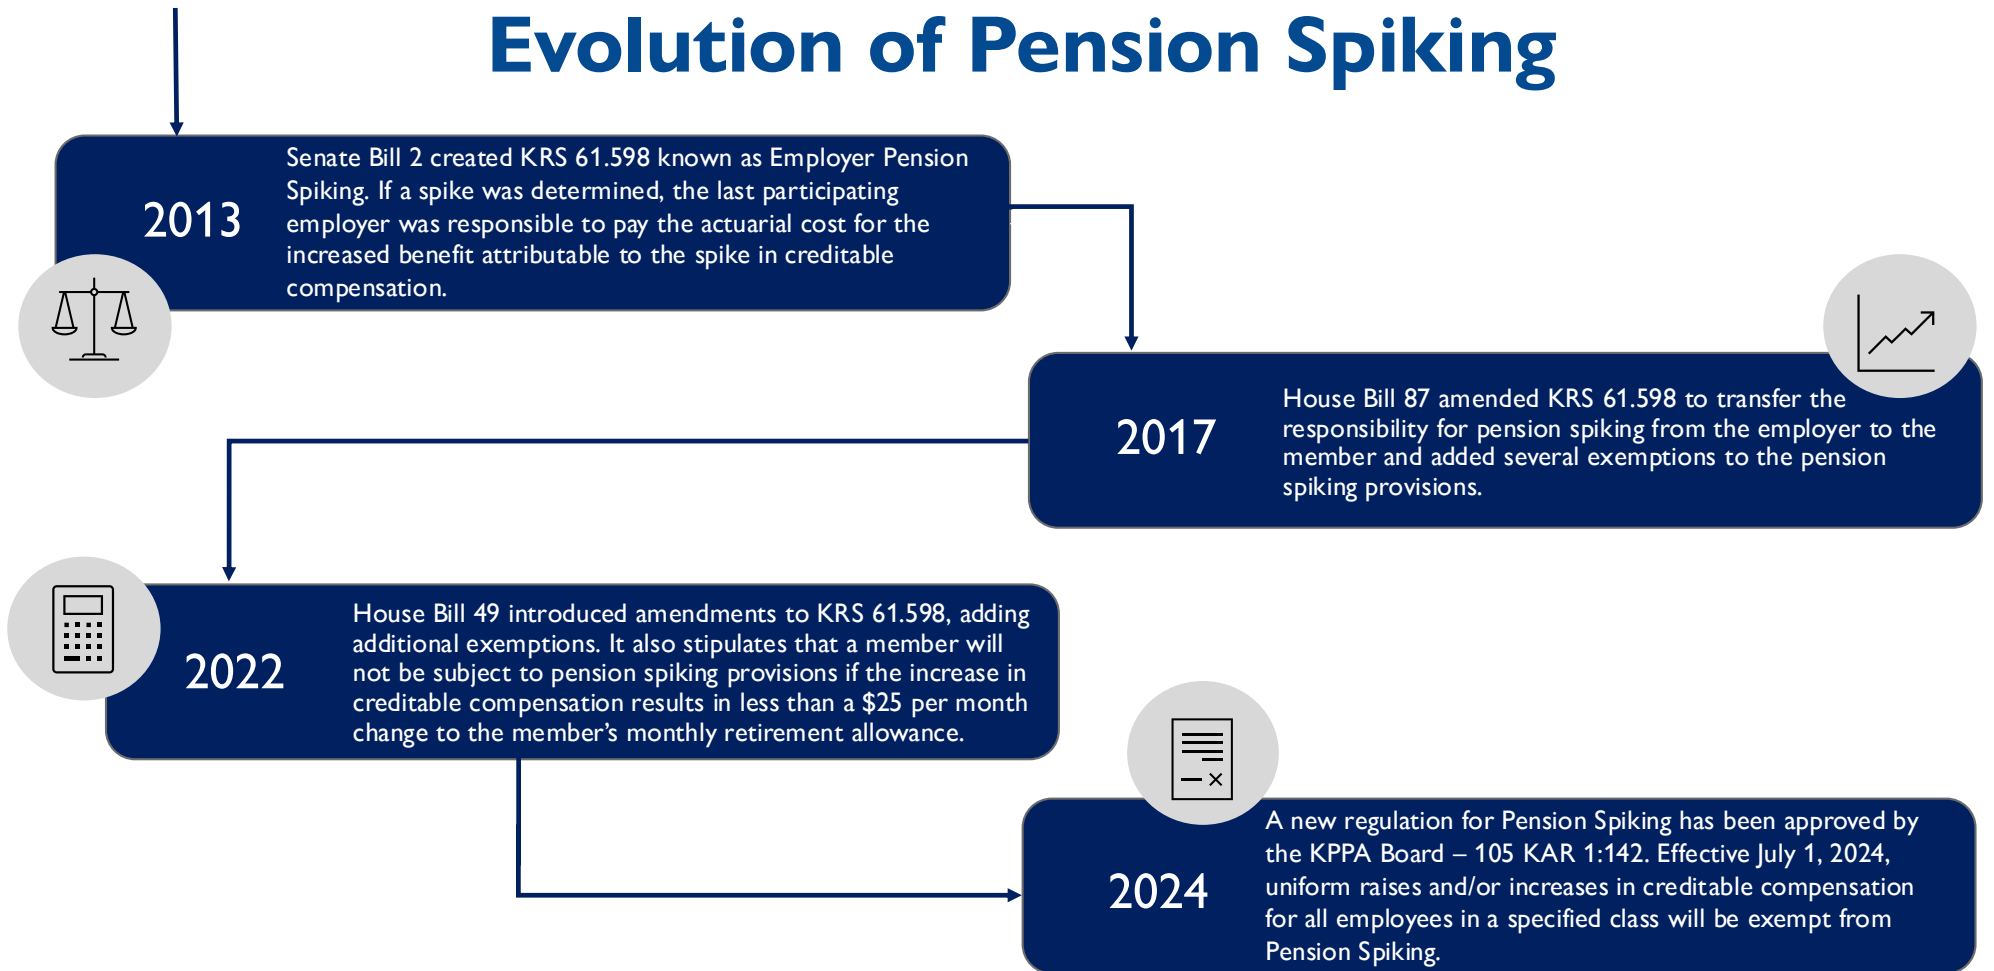 Evolution of Pension Spiking
2013
Senate Bill 2 created KRS 61.598 known as Employer Pension
Spiking. If a spike was determined, the last participating
employer was responsible to pay the actuarial cost for the
increased benefit attributable to the spike in creditable
compensation.
2017
House Bill 87 amended KRS 61.598 to transfer the
responsibility for pension spiking from the employer to the
member and added several exemptions to the pension
spiking provisions.
2022
House Bill 49 introduced amendments to KRS 61.598, adding
additional exemptions. It also stipulates that a member will
not be subject to pension spiking provisions if the increase in
creditable compensation results in less than a $25 per month
change to the member’s monthly retirement allowance.
2024
A new regulation for Pension Spiking has been approved by
the KPPA Board – 105 KAR 1:142. Effective July 1, 2024,
uniform raises and/or increases in creditable compensation
for all employees in a specified class will be exempt from
Pension Spiking.